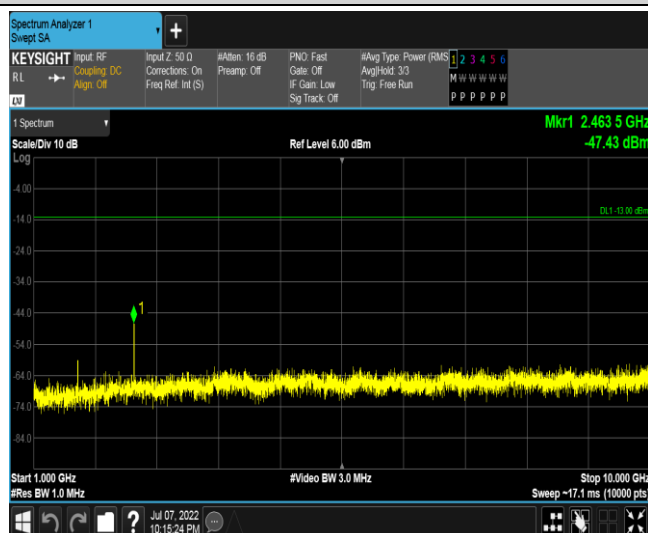 Spectrum Analyzer 1
Swept SA
+
KEYSIGHT
RL
LXI
Input: RF
Coupling: DC
Align: Off
Input Z: 50 Ω
Corrections: On
Freq Ref: Int (S)
#Atten: 16 dB
Preamp: Off
PNO: Fast
Gate: Off
IF Gain: Low
Sig Track: Off
#Avg Type: Power (RMS
Avg|Hold: 3/3
Trig: Free Run
1 2 3 4 5 6
M W W W W W
P P P P P P
1 Spectrum
Mkr1 2.463 5 GHz
Scale/Div 10 dB
Ref Level 6.00 dBm
-47.43 dBm
Log
-4.00
DL1 -13.00 dBm
-14.0
-24.0
-34.0
-44.0
1
-54.0
-64.0
-74.0
-84.0
Start 1.000 GHz
#Video BW 3.0 MHz
Stop 10.000 GHz
#Res BW 1.0 MHz
Sweep ~17.1 ms (10000 pts)
?
Jul 07, 2022
10:15:24 PM